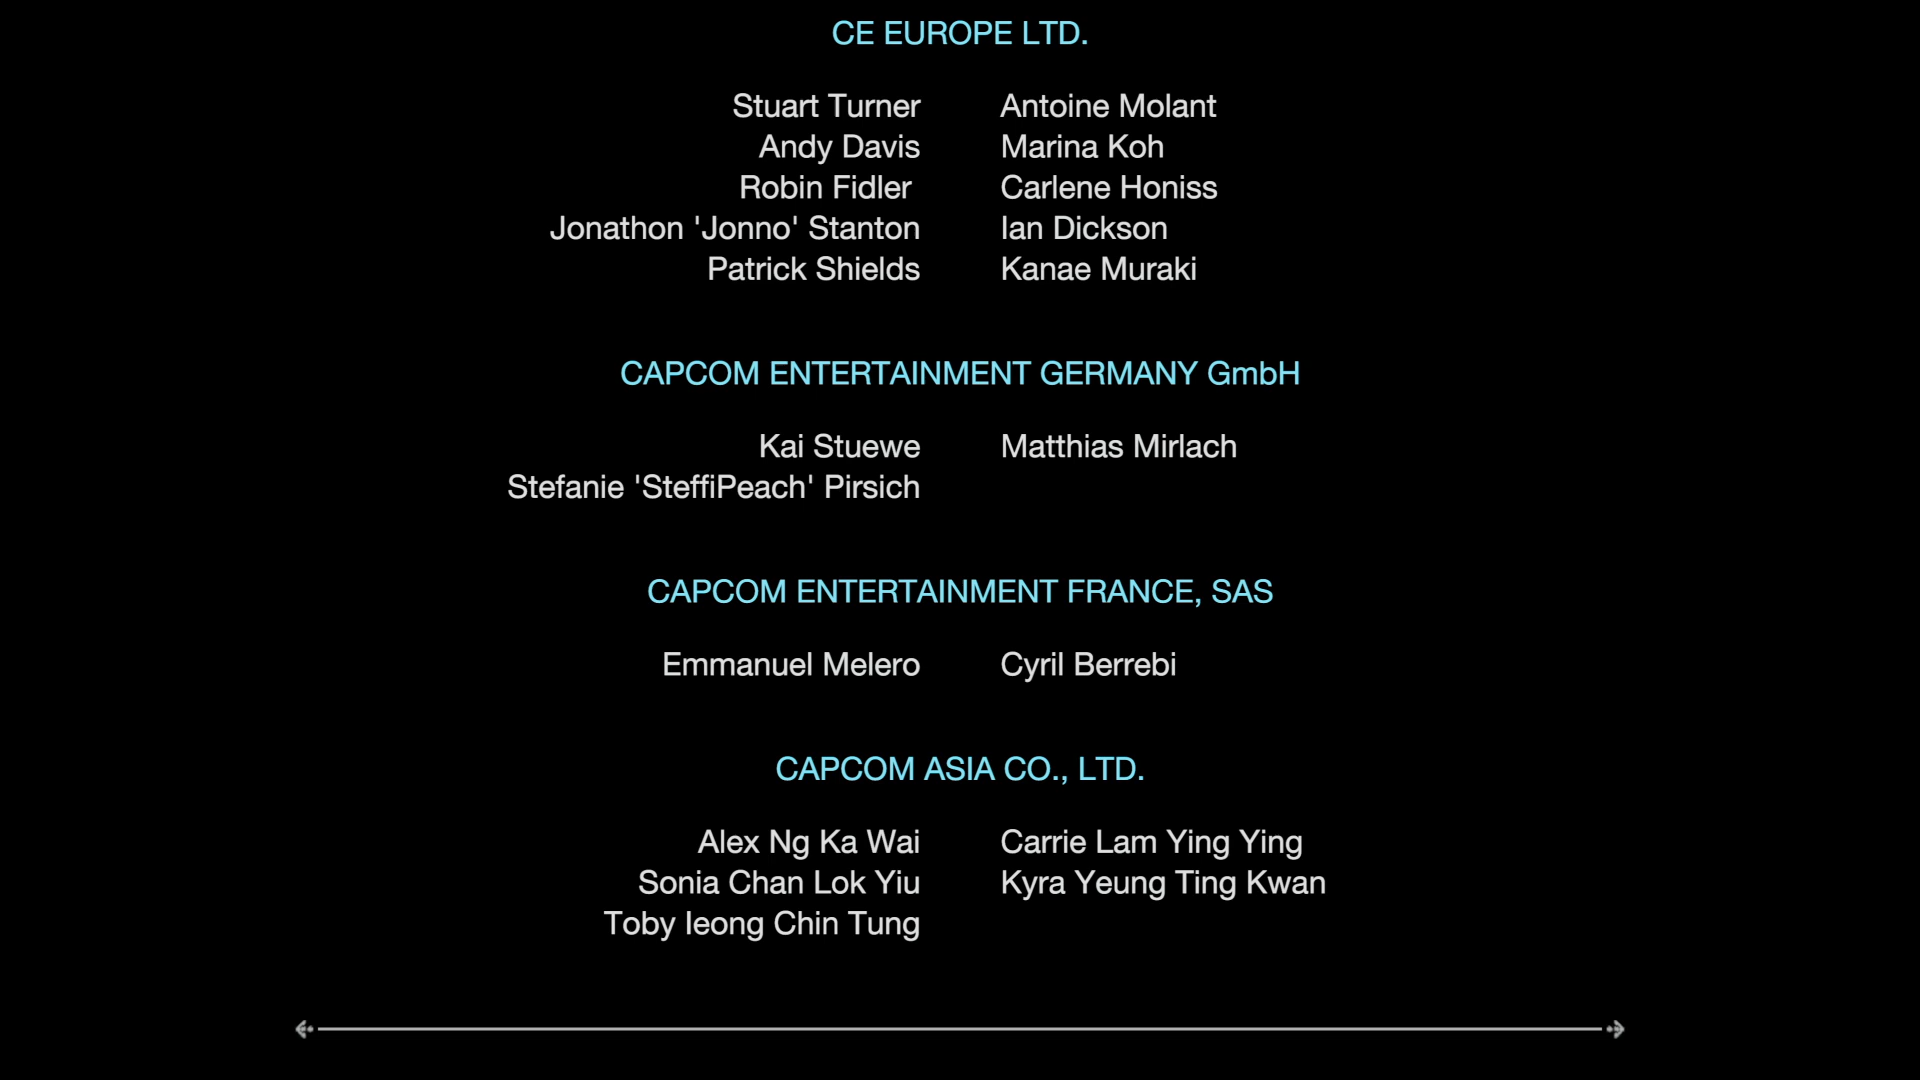 CE EUROPE LTD.
Stuart Turner Antoine Molant
Andy Davis Marina Koh
Robin Fidler Carlene Honiss
Jonathon 'Jonno' Stanton Ian Dickson
Patrick Shields Kanae Muraki
CAPCOM ENTERTAINMENT GERMANY GmbH
Kai Stuewe Matthias Mirlach
Stefanie 'SteffiPeach' Pirsich
CAPCOM ENTERTAINMENT FRANCE, SAS
Emmanuel Melero Cyril Berrebi
CAPCOM ASIA CO., LTD.
Alex Ng Ka Wai Carrie Lam Ying Ying
Sonia Chan Lok Yiu Kyra Yeung Ting Kwan
Toby Ieong Chin Tung